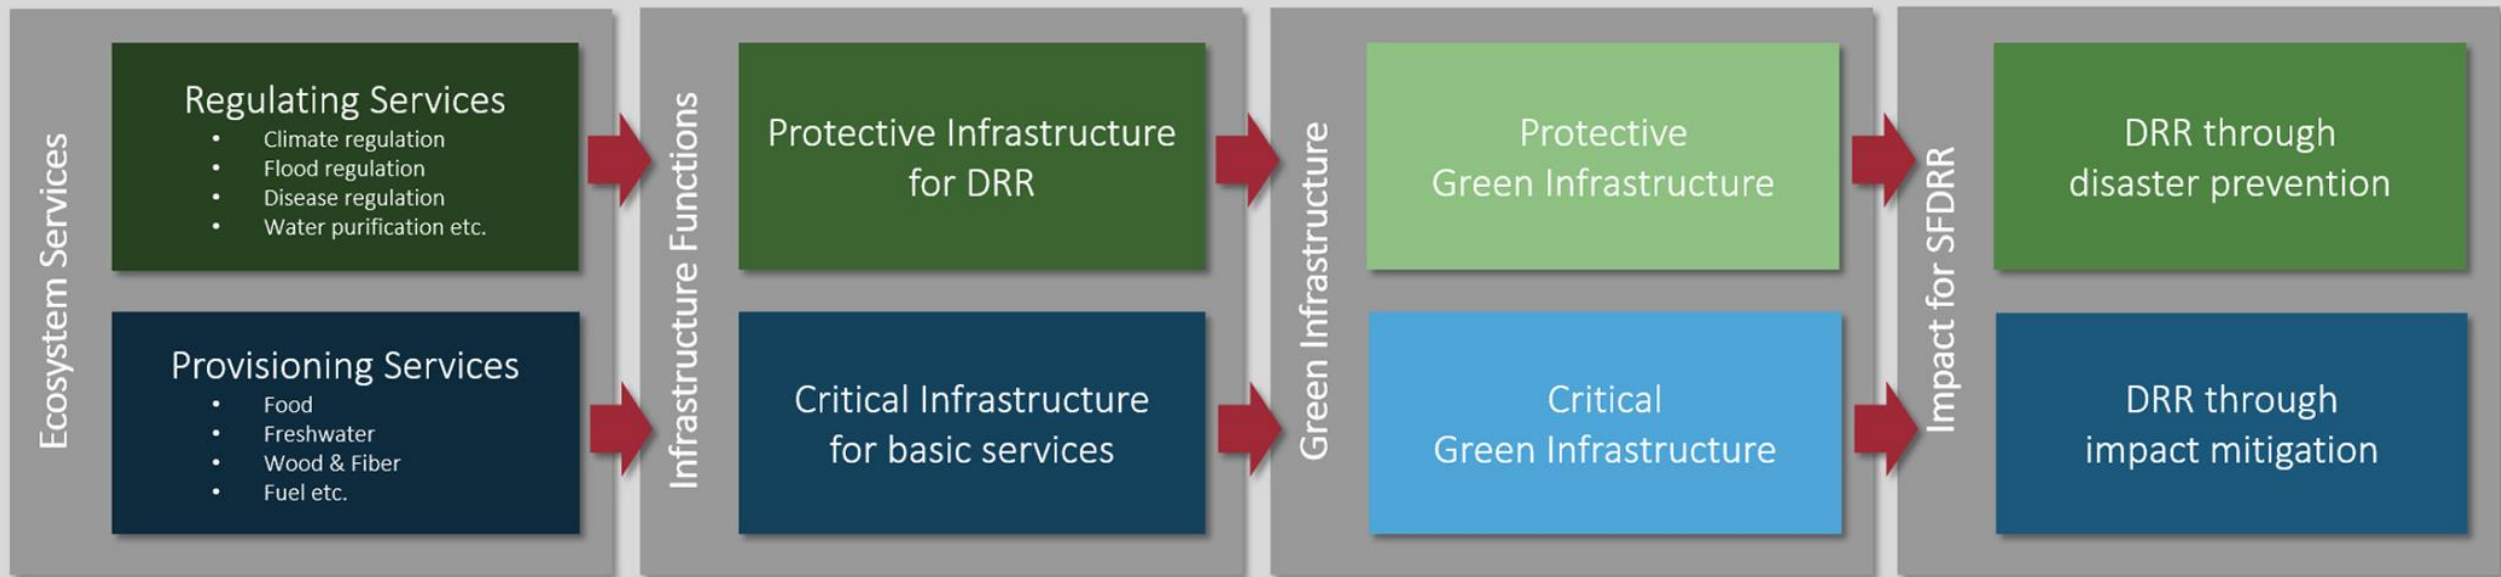 Ecosystem Services
Regulating Services
• Climate regulation
• Flood regulation
• Disease regulation
• Water purification etc.
Provisioning Services
• Food
• Freshwater
• Wood & Fiber
• Fuel etc.
Infrastructure Functions
Protective Infrastructure
for DRR
Critical Infrastructure
for basic services
Green Infrastructure
Protective
Green Infrastructure
Critical
Green Infrastructure
Impact for SFDRR
DRR through
disaster prevention
DRR through
impact mitigation